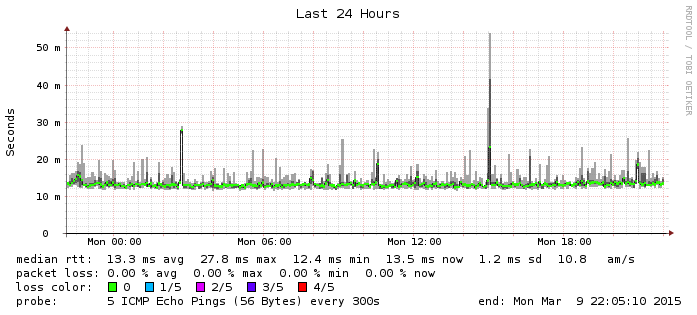 Last 24 Hours
RRDTOOL / TOBI OETIKER
Seconds
50 m
40 m
30 m
20 m
10 m
0
Mon 00:00 Mon 06:00 Mon 12:00 Mon 18:00
median rtt: 13.3 ms avg 27.8 ms max 12.4 ms min 13.5 ms now 1.2 ms sd 10.8 am/s
packet loss: 0.00 % avg 0.00 % max 0.00 % min 0.00 % now
loss color: 0 1/5 2/5 3/5 4/5
probe: 5 ICMP Echo Pings (56 Bytes) every 300s end: Mon Mar 9 22:05:10 2015